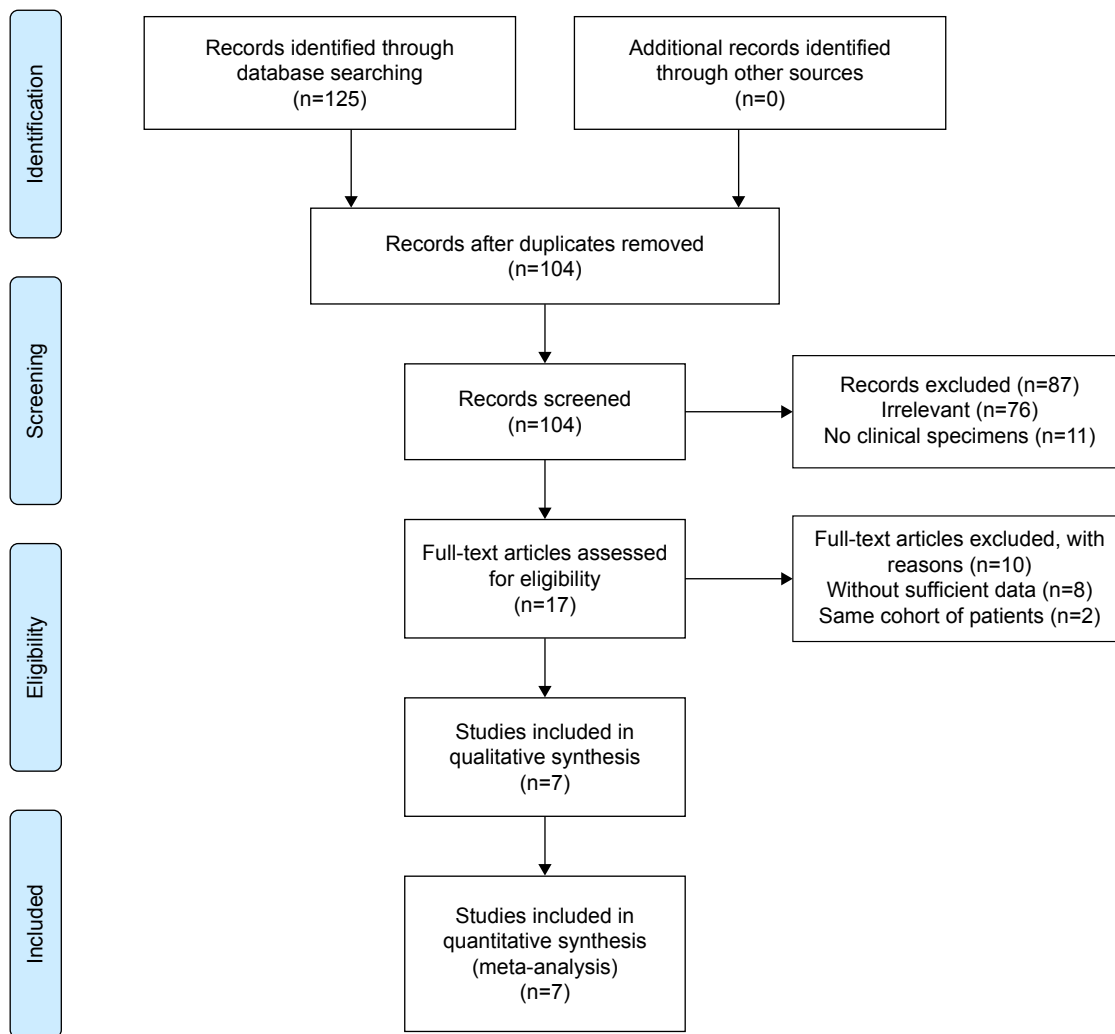 Identification
Records identified through
database searching
(n=125)
Additional records identified
through other sources
(n=0)
Records after duplicates removed
(n=104)
Screening
Records screened
(n=104)
Records excluded (n=87)
Irrelevant (n=76)
No clinical specimens (n=11)
Eligibility
Full-text articles assessed
for eligibility
(n=17)
Full-text articles excluded, with
reasons (n=10)
Without sufficient data (n=8)
Same cohort of patients (n=2)
Studies included in
qualitative synthesis
(n=7)
Included
Studies included in
quantitative synthesis
(meta-analysis)
(n=7)